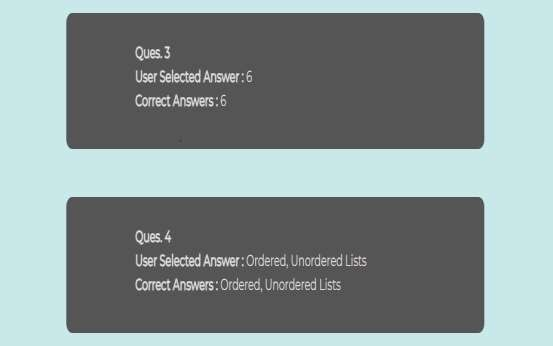 Ques. 3
User Selected Answer : 6
Correct Answers : 6
Ques. 4
User Selected Answer : Ordered, Unordered Lists
Correct Answers : Ordered, Unordered Lists